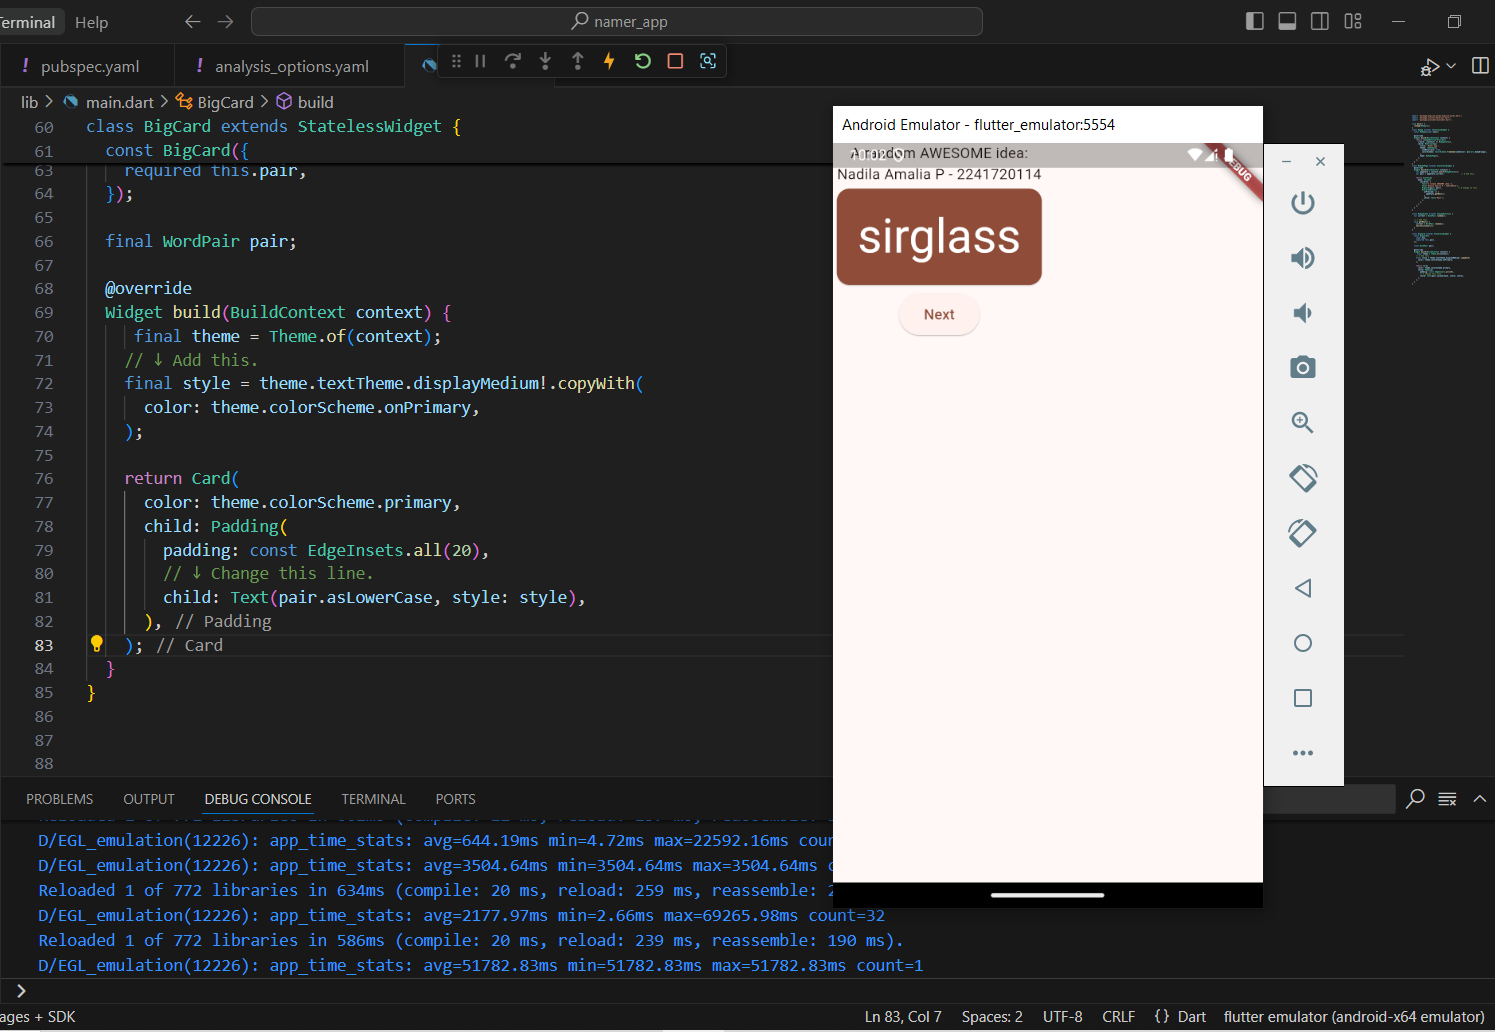 Terminal Help
namer_app
! pubspec.yaml
! analysis_options.yaml
lib > main.dart > BigCard > build
60 class BigCard extends StatelessWidget {
61 const BigCard({
63 required this.pair,
64 });
65
66 final WordPair pair;
67
68 @override
69 Widget build(BuildContext context) {
70 final theme = Theme.of(context);
71 // ↓ Add this.
72 final style = theme.textTheme.displayMedium!.copyWith(
73 color: theme.colorScheme.onPrimary,
74 );
75
76 return Card(
77 color: theme.colorScheme.primary,
78 child: Padding(
79 padding: const EdgeInsets.all(20),
80 // ↓ Change this line.
81 child: Text(pair.asLowerCase, style: style),
82 ), // Padding
83 ); // Card
84 }
85 }
86
87
88
Android Emulator - flutter_emulator:5554
AWESOME idea:
DEBUG
Nadila Amalia P - 2241720114
sirglass
Next
PROBLEMS OUTPUT DEBUG CONSOLE TERMINAL PORTS
D/EGL_emulation(12226): app_time_stats: avg=644.19ms min=4.72ms max=22592.16ms cour
D/EGL_emulation(12226): app_time_stats: avg=3504.64ms min=3504.64ms max=3504.64ms
Reloaded 1 of 772 libraries in 634ms (compile: 20 ms, reload: 259 ms, reassemble:
D/EGL_emulation(12226): app_time_stats: avg=2177.97ms min=2.66ms max=69265.98ms count=32
Reloaded 1 of 772 libraries in 586ms (compile: 20 ms, reload: 239 ms, reassemble: 190 ms).
D/EGL_emulation(12226): app_time_stats: avg=51782.83ms min=51782.83ms max=51782.83ms count=1
>
ages + SDK
Ln 83, Col 7 Spaces: 2 UTF-8 CRLF {} Dart flutter emulator (android-x64 emulator)